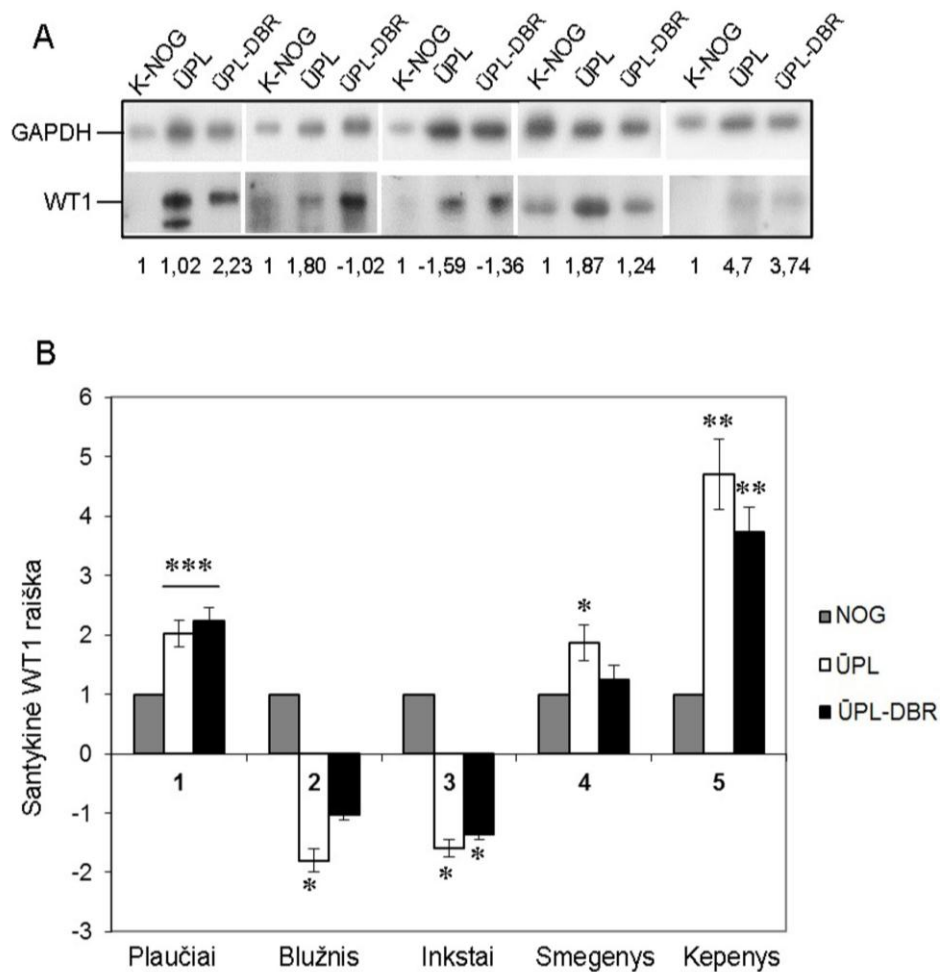 A
K-NOG ŪPL ŪPL-DBR K-NOG ŪPL ŪPL-DBR K-NOG ŪPL ŪPL-DBR K-NOG ŪPL ŪPL-DBR K-NOG ŪPL ŪPL-DBR
GAPDH
WT1
1 1,02 2,23 1 1,80 -1,02 1 -1,59 -1,36 1 1,87 1,24 1 4,7 3,74
B
Santykinė WT1 raiška
6
5
4
3
2
1
0
-1
-2
-3
*** * * * * ** **
1 2 3 4 5
Plaučiai Blužnis Inkstai Smegenys Kepenys
NOG
ŪPL
ŪPL-DBR